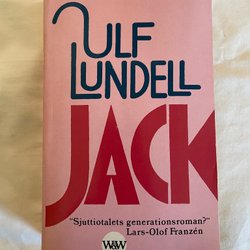 ULF
LUNDELL
JACK
"Sjuttiotalets generationsroman?"
Lars-Olof Franzén
W&W